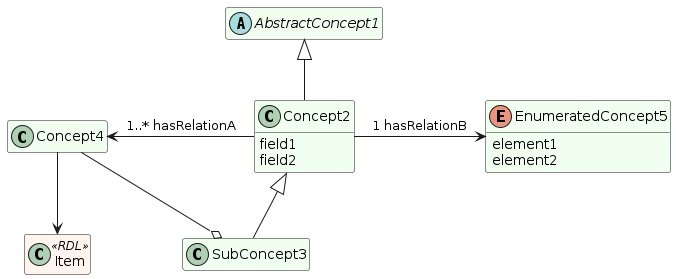 A AbstractConcept1
C Concept2
field1
field2
1..* hasRelationA
1 hasRelationB
C Concept4
E EnumeratedConcept5
element1
element2
C «RDL»
Item
C SubConcept3